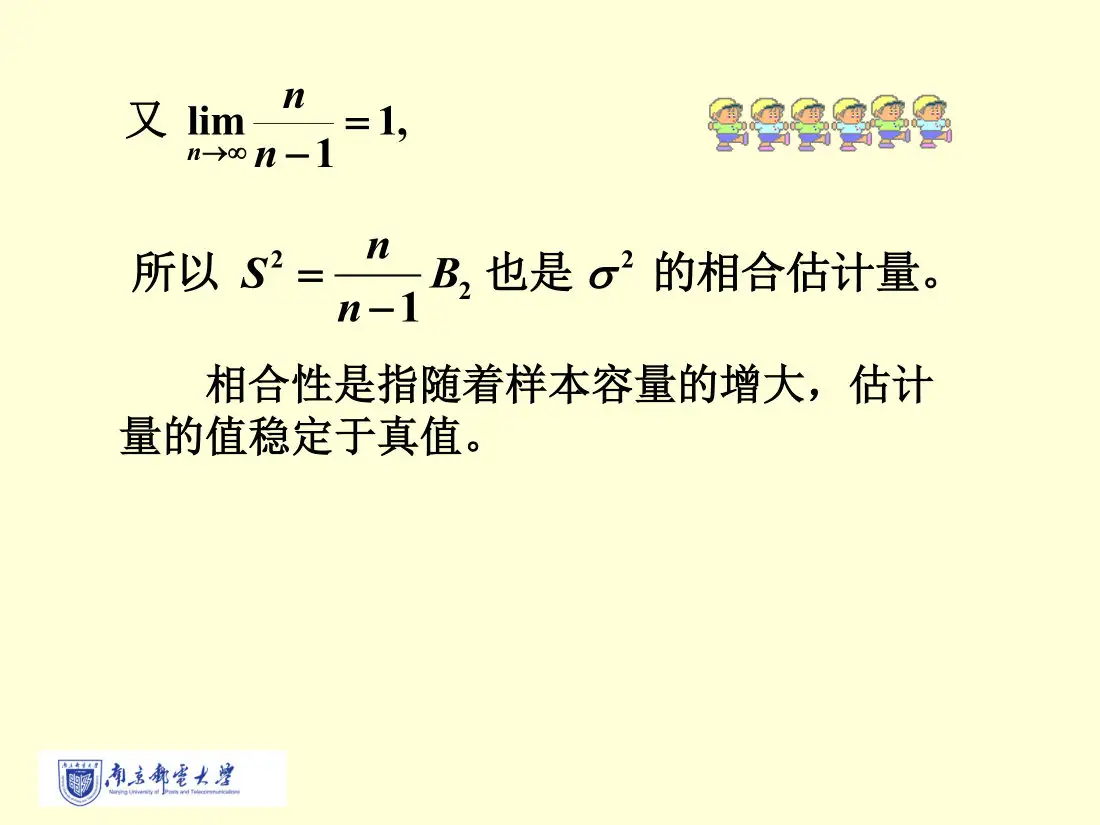 又 lim n→∞ n/(n−1) = 1,
所以 S² = n/(n−1) B₂ 也是 σ² 的相合估计量。
相合性是指随着样本容量的增大，估计
量的值稳定于真值。
南京邮电大学
Nanjing University of Posts and Telecommunications